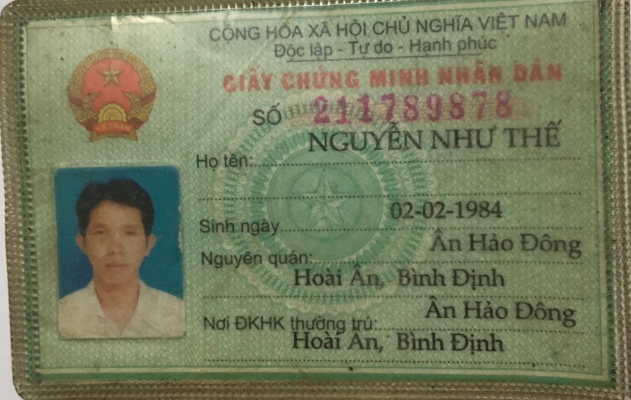 CỘNG HÒA XÃ HỘI CHỦ NGHĨA VIỆT NAM
Độc lập - Tự do - Hạnh phúc
GIẤY CHỨNG MINH NHÂN DÂN
SỐ 211789878
Họ tên: NGUYỄN NHƯ THẾ
Sinh ngày 02-02-1984
Nguyên quán: Ân Hảo Đông
Hoài Ân, Bình Định
Nơi ĐKHK thường trú: Ân Hảo Đông
Hoài Ân, Bình Định